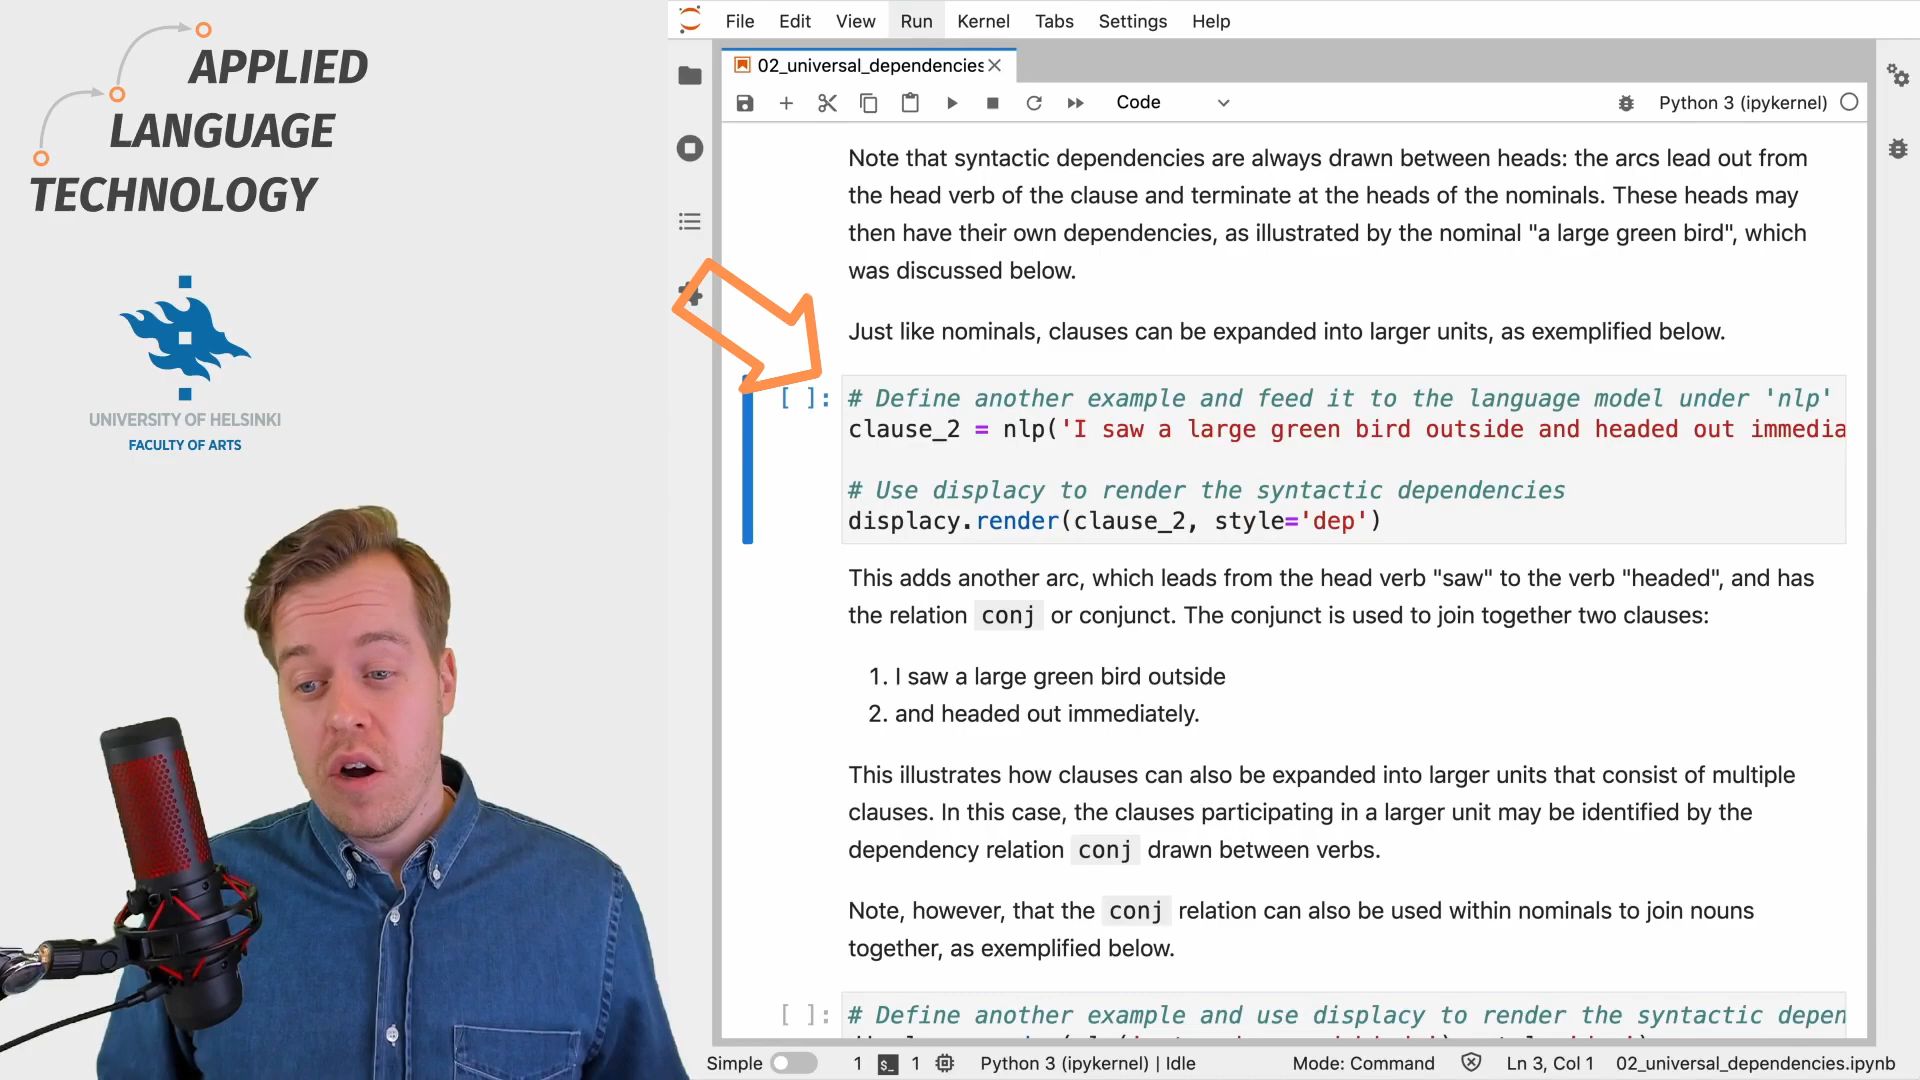 APPLIED
LANGUAGE
TECHNOLOGY
UNIVERSITY OF HELSINKI
FACULTY OF ARTS
File Edit View Run Kernel Tabs Settings Help
02_universal_dependencies
Code
Python 3 (ipykernel)
Note that syntactic dependencies are always drawn between heads: the arcs lead out from
the head verb of the clause and terminate at the heads of the nominals. These heads may
then have their own dependencies, as illustrated by the nominal "a large green bird", which
was discussed below.
Just like nominals, clauses can be expanded into larger units, as exemplified below.
[ ]: # Define another example and feed it to the language model under 'nlp'
clause_2 = nlp('I saw a large green bird outside and headed out immedia
# Use displacy to render the syntactic dependencies
displacy.render(clause_2, style='dep')
This adds another arc, which leads from the head verb "saw" to the verb "headed", and has
the relation conj or conjunct. The conjunct is used to join together two clauses:
1. I saw a large green bird outside
2. and headed out immediately.
This illustrates how clauses can also be expanded into larger units that consist of multiple
clauses. In this case, the clauses participating in a larger unit may be identified by the
dependency relation conj drawn between verbs.
Note, however, that the conj relation can also be used within nominals to join nouns
together, as exemplified below.
[ ]: # Define another example and use displacy to render the syntactic depen
Simple 1 1 Python 3 (ipykernel) | Idle Mode: Command Ln 3, Col 1 02_universal_dependencies.ipynb